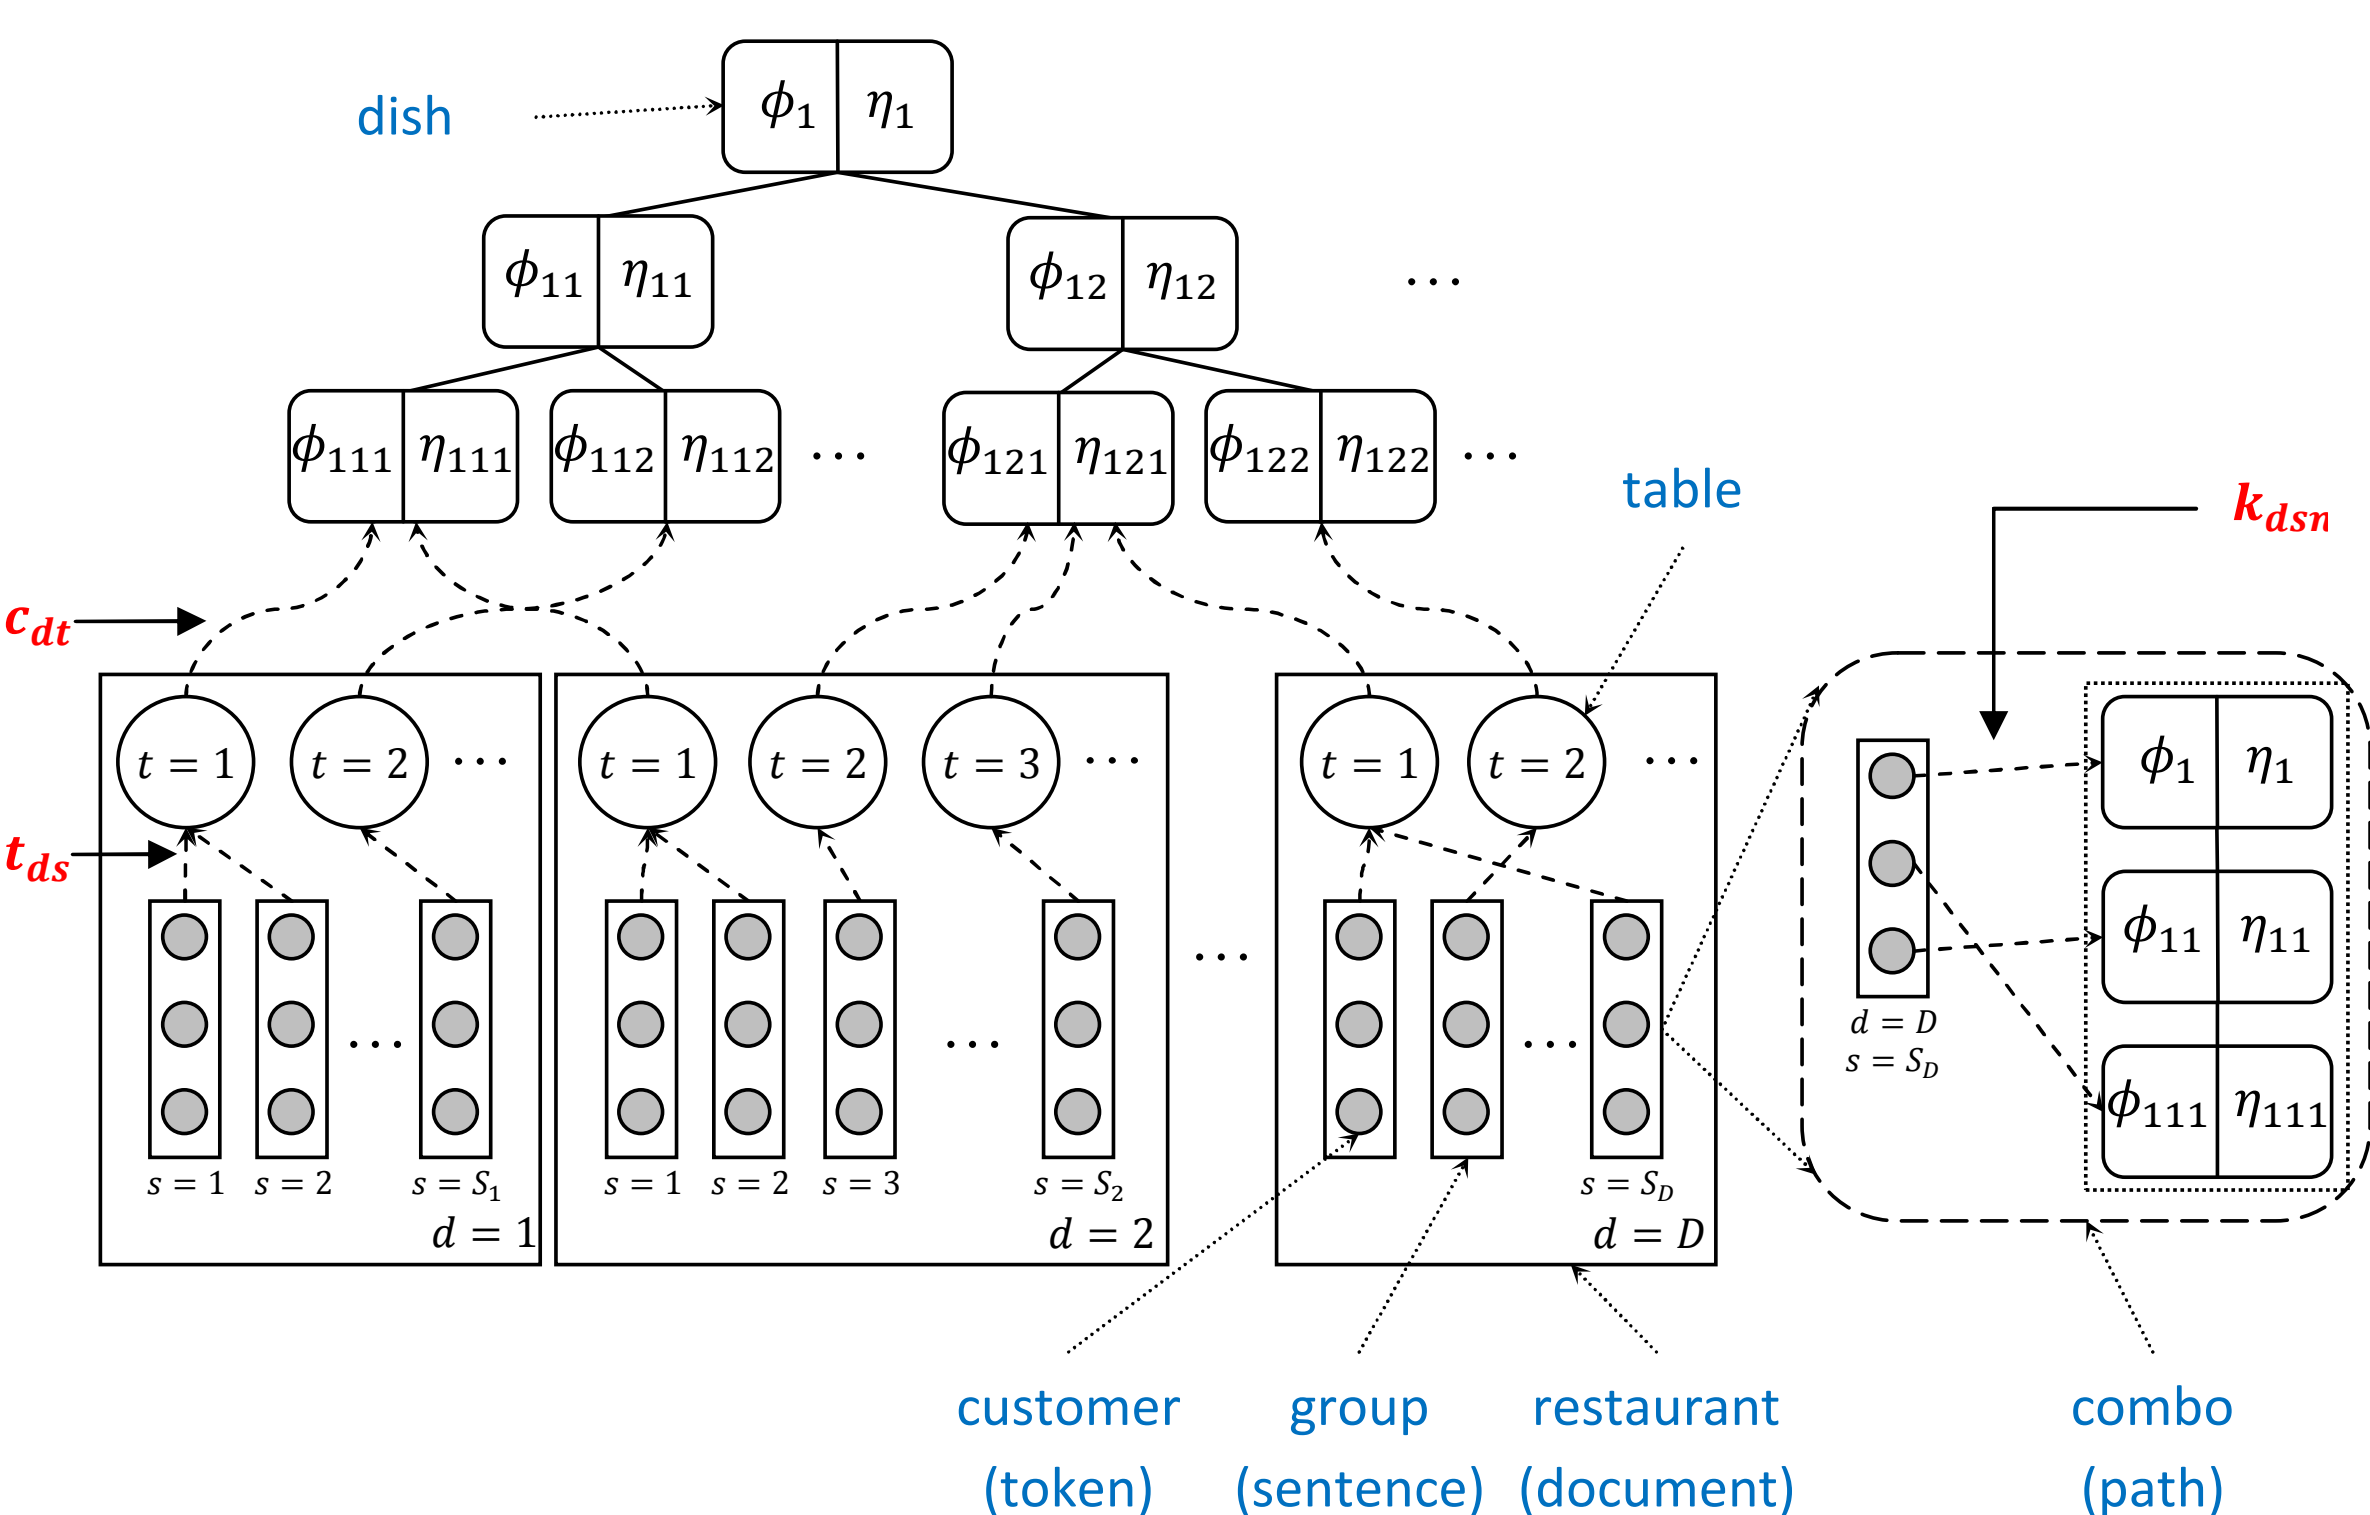 dish
ϕ₁ η₁
ϕ₁₁ η₁₁ ϕ₁₂ η₁₂ ⋯
ϕ₁₁₁ η₁₁₁ ϕ₁₁₂ η₁₁₂ ⋯ ϕ₁₂₁ η₁₂₁ ϕ₁₂₂ η₁₂₂ ⋯
table
k_dsn
c_dt
t = 1 t = 2 ⋯ t = 1 t = 2 t = 3 ⋯ t = 1 t = 2 ⋯
t_ds
⋯ ⋯ ⋯ ⋯
s = 1 s = 2 s = S₁ s = 1 s = 2 s = 3 s = S₂ s = S_D
d = 1 d = 2 d = D
ϕ₁ η₁
ϕ₁₁ η₁₁
d = D
s = S_D
ϕ₁₁₁ η₁₁₁
customer group restaurant combo
(token) (sentence) (document) (path)